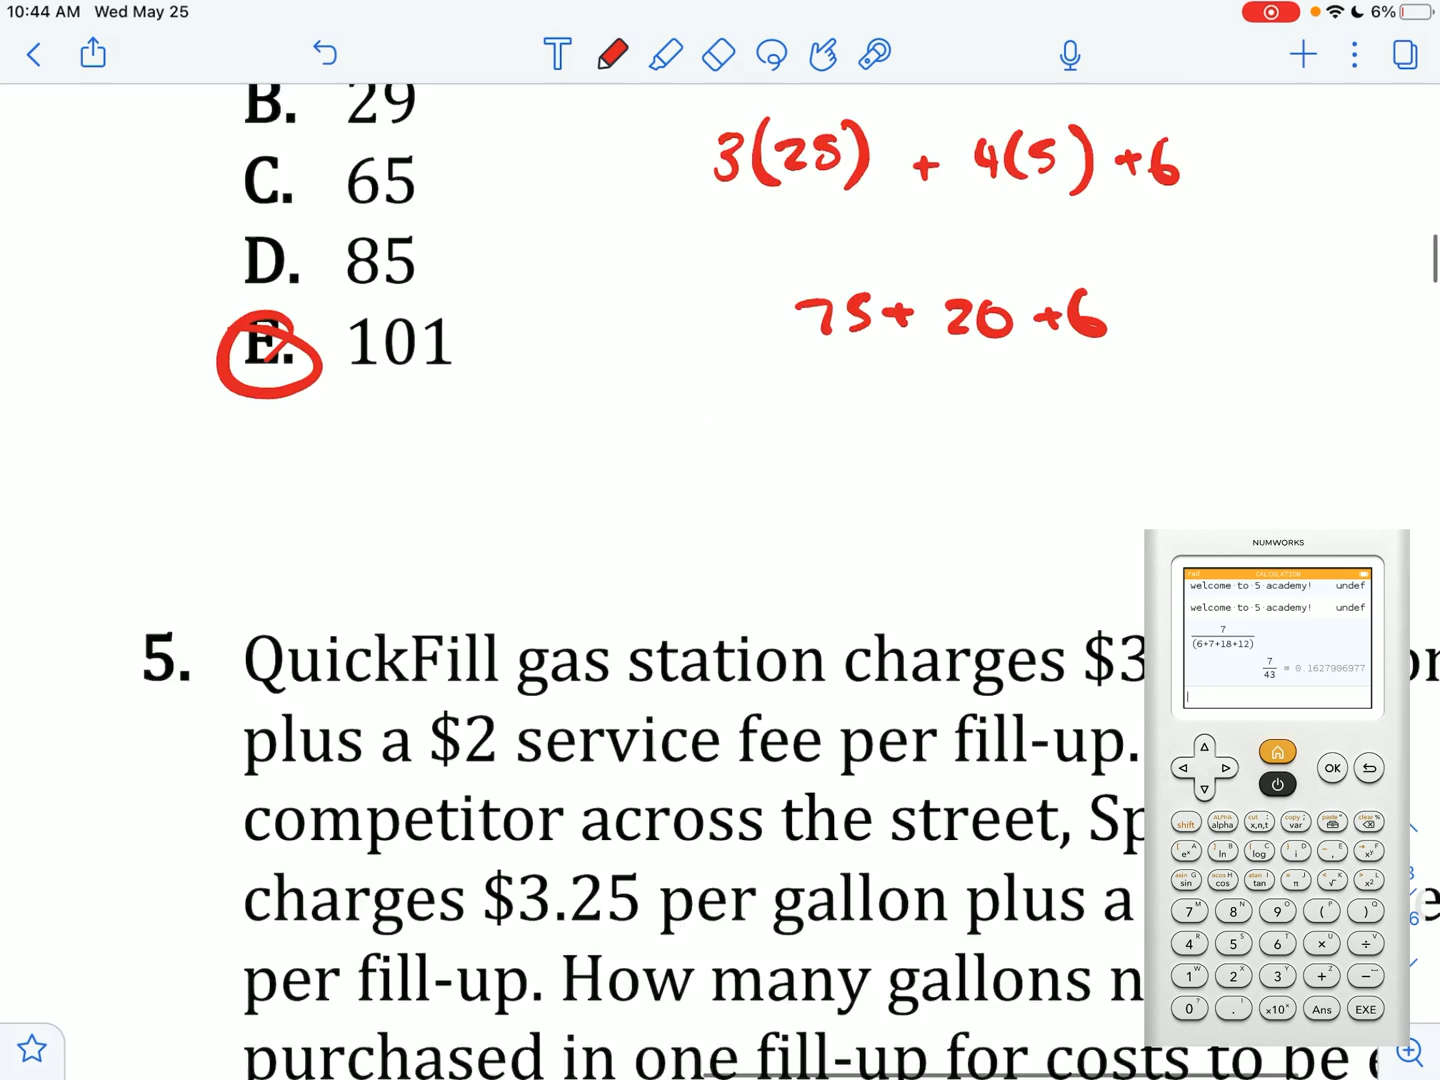 10:44 AM Wed May 25
6%
B. 29
3(25) + 4(5) +6
C. 65
D. 85
75+ 20 +6
E. 101
NUMWORKS
rad CALCULATION
welcome to 5 academy! undef
welcome to 5 academy! undef
7
(6+7+18+12)
7
43 = 0.1627906977
5. QuickFill gas station charges $3
plus a $2 service fee per fill-up.
competitor across the street, Sp
charges $3.25 per gallon plus a
per fill-up. How many gallons n
purchased in one fill-up for costs to be e
OK
shift alpha x,n,t var
e^x ln log i , x^y
sin cos tan π √ x²
7 8 9 ( )
4 5 6 × ÷
1 2 3 + −
0 . ×10^x Ans EXE